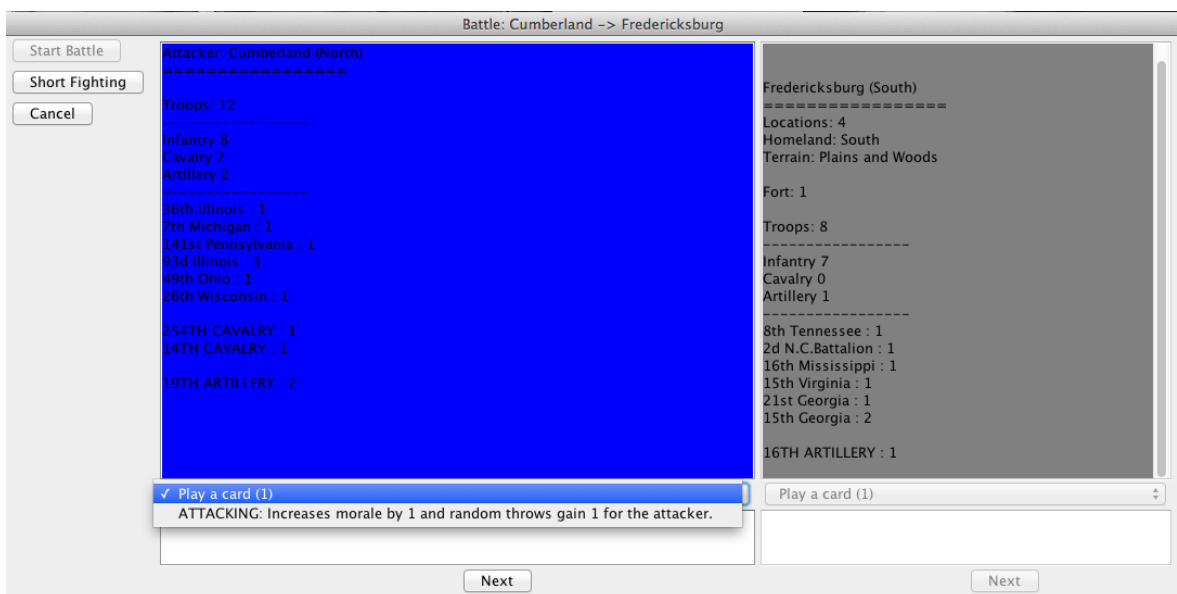 Battle: Cumberland -> Fredericksburg
Start Battle
Short Fighting
Cancel
Attacker: Cumberland (North)
=================
Troops: 12
-----------------
Infantry 8
Cavalry 2
Artillery 2
-----------------
36th Illinois : 1
7th Michigan : 1
141st Pennsylvania : 1
93d Illinois : 3
49th Ohio : 1
26th Wisconsin : 1
254TH CAVALRY : 1
14TH CAVALRY : 1
19TH ARTILLERY : 2
✓ Play a card (1)
ATTACKING: Increases morale by 1 and random throws gain 1 for the attacker.
Next
Fredericksburg (South)
=================
Locations: 4
Homeland: South
Terrain: Plains and Woods
Fort: 1
Troops: 8
-----------------
Infantry 7
Cavalry 0
Artillery 1
-----------------
8th Tennessee : 1
2d N.C.Battalion : 1
16th Mississippi : 1
15th Virginia : 1
21st Georgia : 1
15th Georgia : 2
16TH ARTILLERY : 1
Play a card (1)
Next